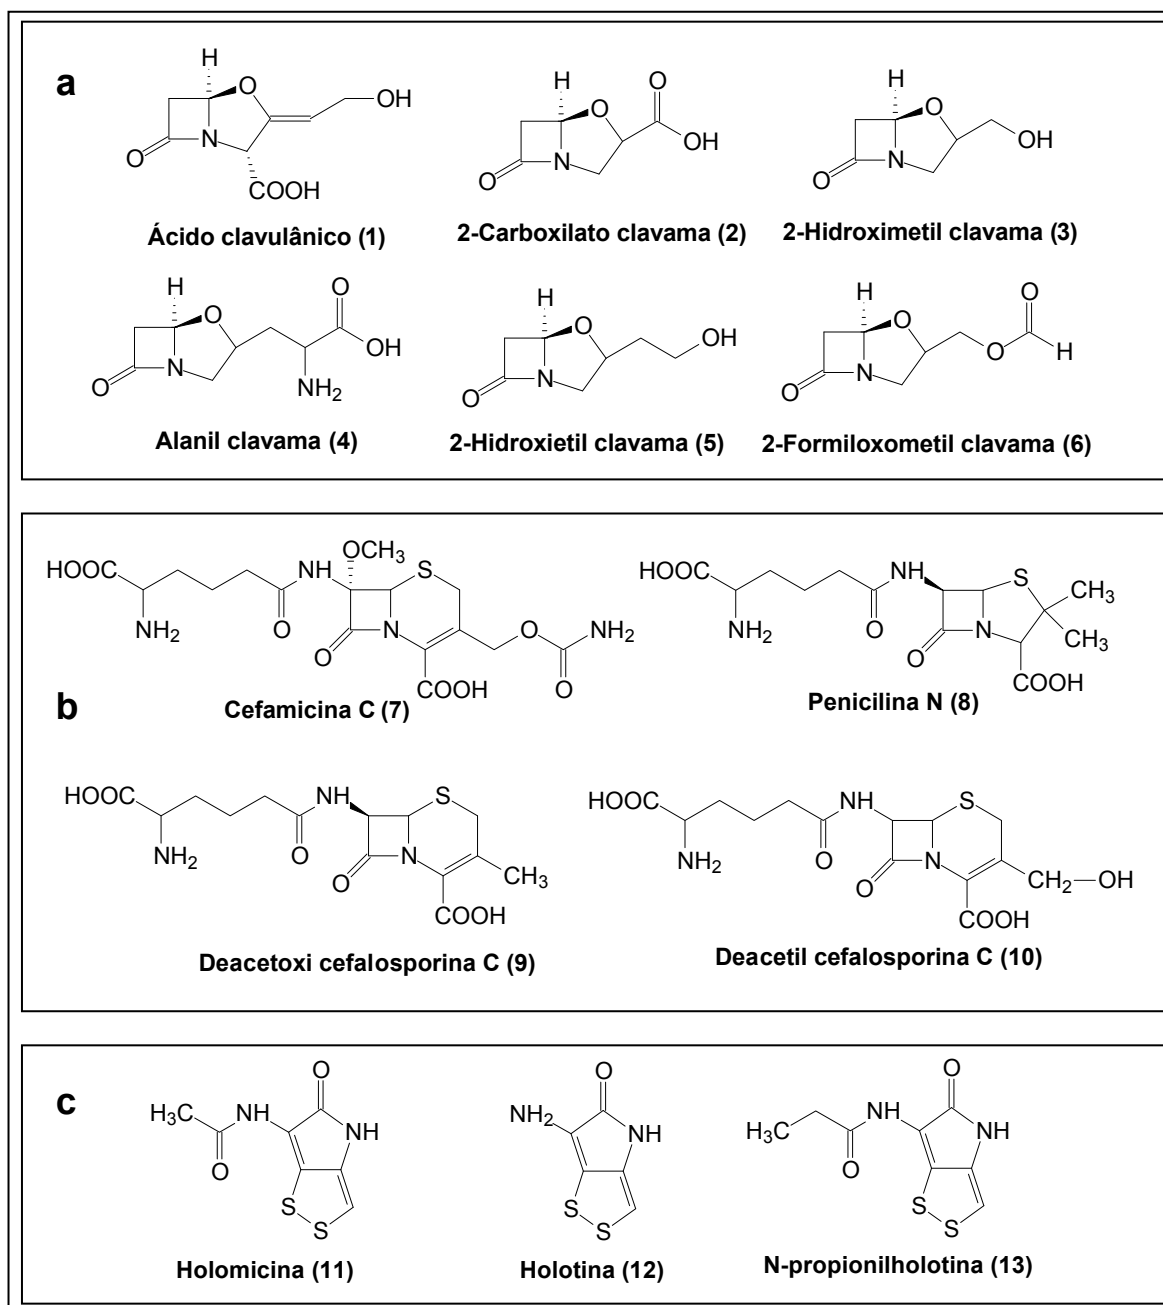 a
H
O
OH
N
O
COOH
Ácido clavulânico (1)
H
O
O
OH
N
O
2-Carboxilato clavama (2)
H
O
OH
N
O
2-Hidroximetil clavama (3)
H
O
O
OH
N
O
NH2
Alanil clavama (4)
H
O
OH
N
O
2-Hidroxietil clavama (5)
H
O
O
O
H
N
O
2-Formiloxometil clavama (6)
b
HOOC
NH2
NH
O
OCH3
S
N
O
COOH
O
NH2
O
Cefamicina C (7)
HOOC
NH2
NH
O
S
CH3
CH3
N
O
COOH
Penicilina N (8)
HOOC
NH2
NH
O
S
N
O
CH3
COOH
Deacetoxi cefalosporina C (9)
HOOC
NH2
NH
O
S
N
O
CH2—OH
COOH
Deacetil cefalosporina C (10)
c
H3C
NH
O
O
NH
S
S
Holomicina (11)
NH2
O
NH
S
S
Holotina (12)
H3C
NH
O
O
NH
S
S
N-propionilholotina (13)